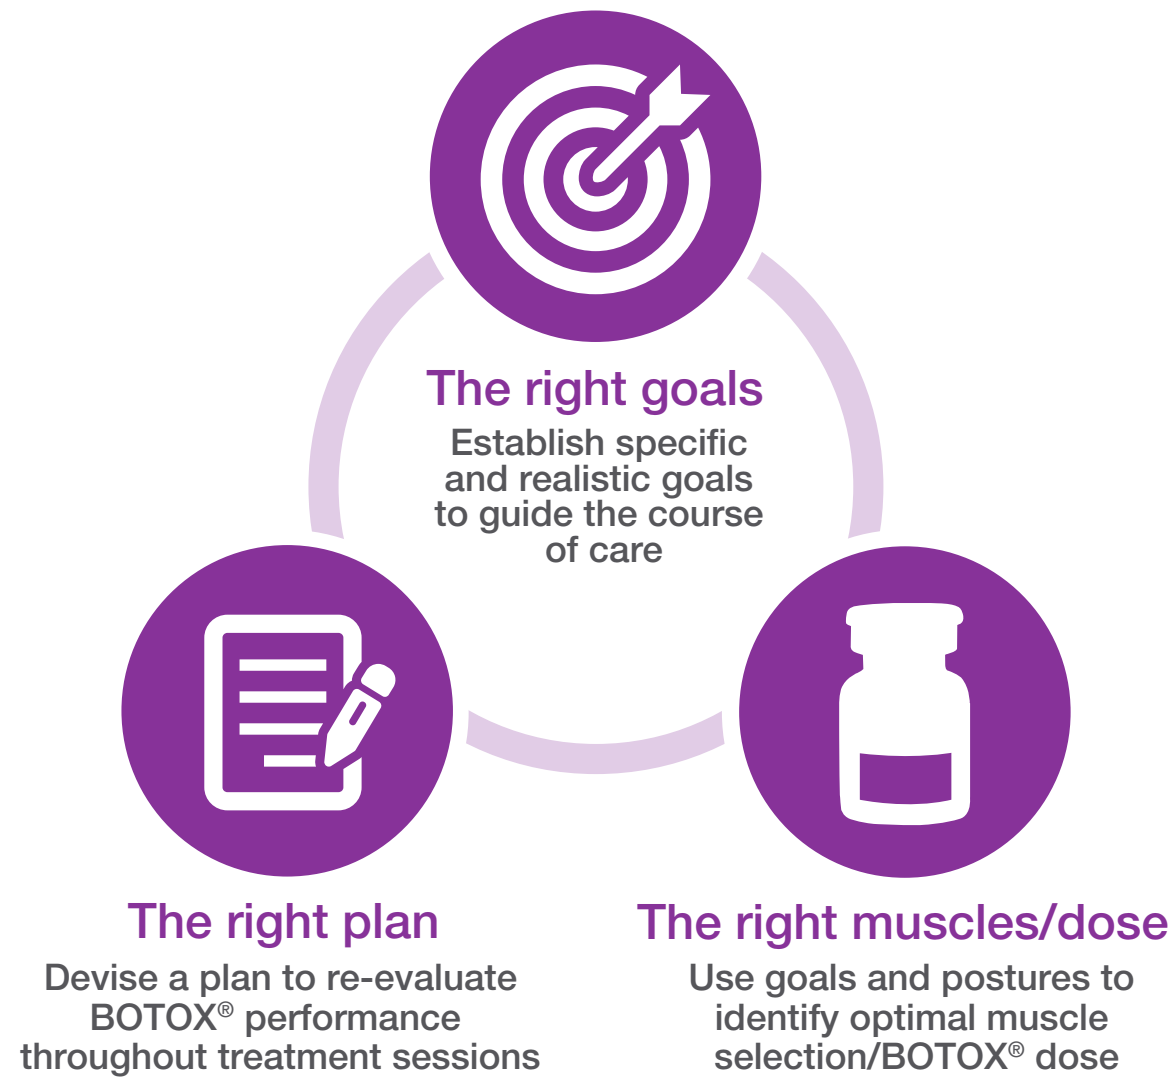 The right goals
Establish specific
and realistic goals
to guide the course
of care
The right plan
Devise a plan to re-evaluate
BOTOX® performance
throughout treatment sessions
The right muscles/dose
Use goals and postures to
identify optimal muscle
selection/BOTOX® dose